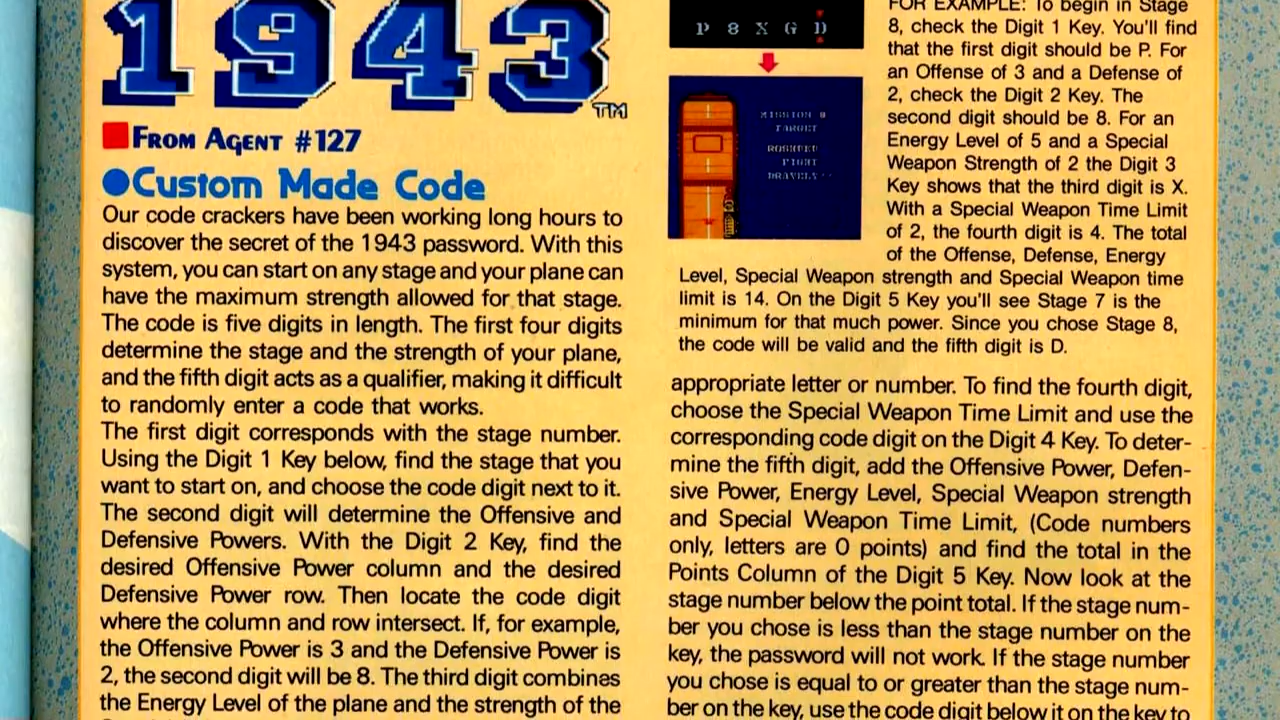 1943
TM
FROM AGENT #127
Custom Made Code
Our code crackers have been working long hours to
discover the secret of the 1943 password. With this
system, you can start on any stage and your plane can
have the maximum strength allowed for that stage.
The code is five digits in length. The first four digits
determine the stage and the strength of your plane,
and the fifth digit acts as a qualifier, making it difficult
to randomly enter a code that works.
The first digit corresponds with the stage number.
Using the Digit 1 Key below, find the stage that you
want to start on, and choose the code digit next to it.
The second digit will determine the Offensive and
Defensive Powers. With the Digit 2 Key, find the
desired Offensive Power column and the desired
Defensive Power row. Then locate the code digit
where the column and row intersect. If, for example,
the Offensive Power is 3 and the Defensive Power is
2, the second digit will be 8. The third digit combines
the Energy Level of the plane and the strength of the
P 8 X G D
MISSION 8
TARGET
FIGHT
BRAVELY
FOR EXAMPLE: To begin in Stage
8, check the Digit 1 Key. You'll find
that the first digit should be P. For
an Offense of 3 and a Defense of
2, check the Digit 2 Key. The
second digit should be 8. For an
Energy Level of 5 and a Special
Weapon Strength of 2 the Digit 3
Key shows that the third digit is X.
With a Special Weapon Time Limit
of 2, the fourth digit is 4. The total
of the Offense, Defense, Energy
Level, Special Weapon strength and Special Weapon time
limit is 14. On the Digit 5 Key you'll see Stage 7 is the
minimum for that much power. Since you chose Stage 8,
the code will be valid and the fifth digit is D.
appropriate letter or number. To find the fourth digit,
choose the Special Weapon Time Limit and use the
corresponding code digit on the Digit 4 Key. To deter-
mine the fifth digit, add the Offensive Power, Defen-
sive Power, Energy Level, Special Weapon strength
and Special Weapon Time Limit, (Code numbers
only, letters are 0 points) and find the total in the
Points Column of the Digit 5 Key. Now look at the
stage number below the point total. If the stage num-
ber you chose is less than the stage number on the
key, the password will not work. If the stage number
you chose is equal to or greater than the stage num-
ber on the key, use the code digit below it on the key to